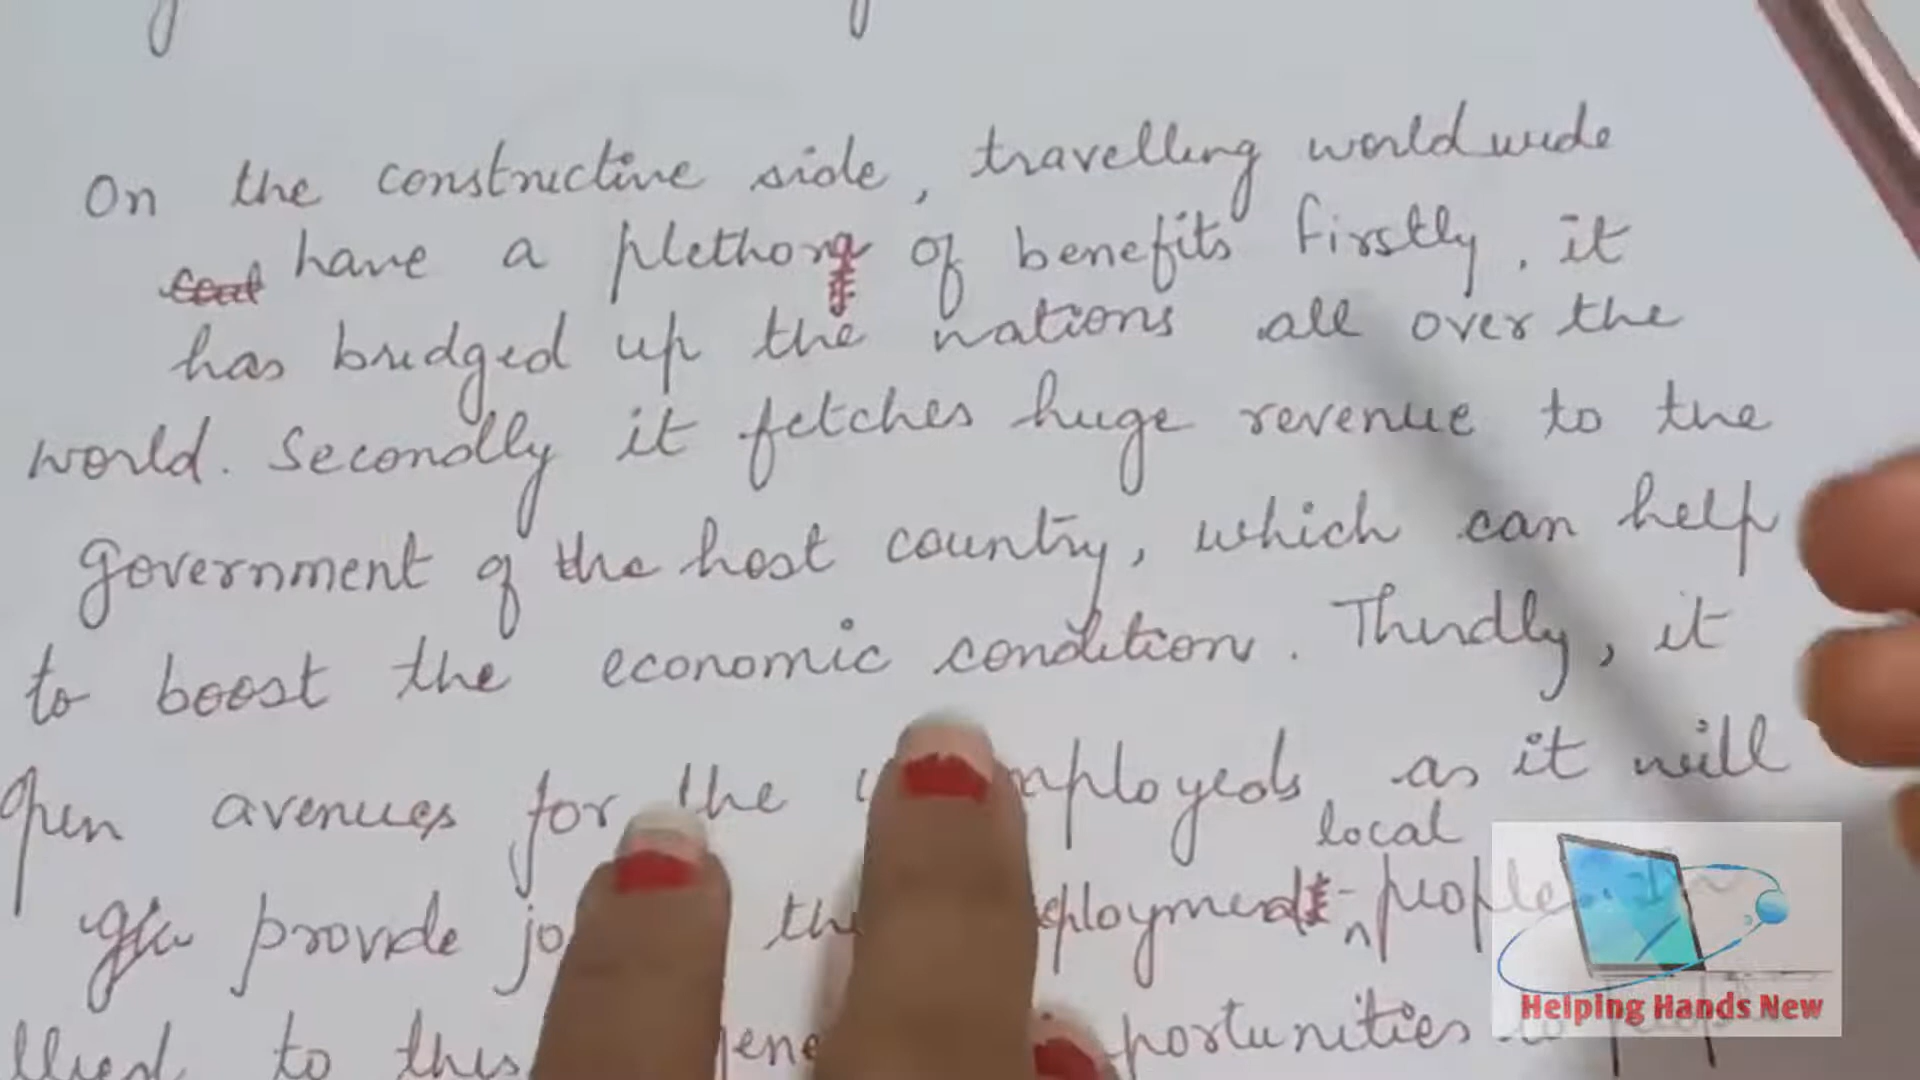 On the constructive side, travelling worldwide
have a plethora of benefits firstly, it
has bridged up the nations all over the
world. Secondly it fetches huge revenue to the
government of the host country, which can help
to boost the economic condition. Thirdly, it
open avenues for the as it will
local
provide people
to this portunities to
Helping Hands New